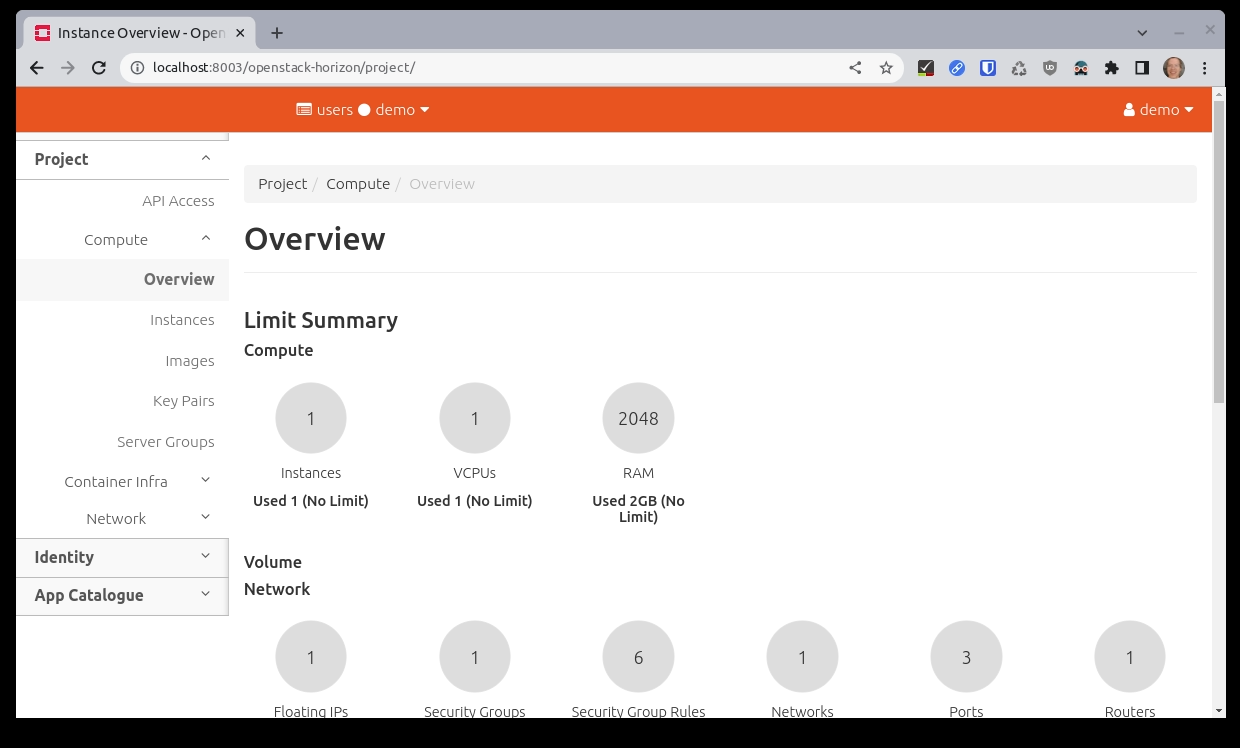 Instance Overview - Open
localhost:8003/openstack-horizon/project/
users demo
demo
Project
API Access
Compute
Overview
Instances
Images
Key Pairs
Server Groups
Container Infra
Network
Identity
App Catalogue
Project / Compute / Overview
Overview
Limit Summary
Compute
1 1 2048
Instances VCPUs RAM
Used 1 (No Limit) Used 1 (No Limit) Used 2GB (No
Limit)
Volume
Network
1 1 6 1 3 1
Floating IPs Security Groups Security Group Rules Networks Ports Routers